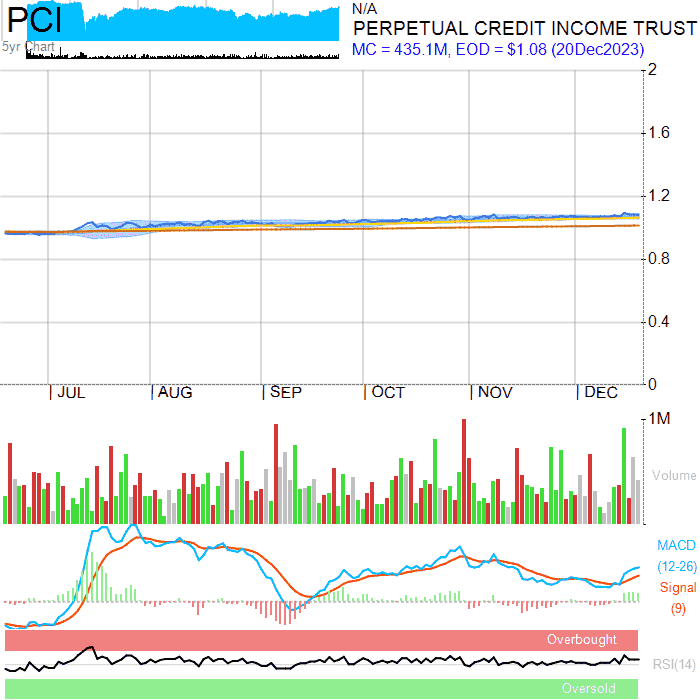 PCI
5yr Chart
N/A
PERPETUAL CREDIT INCOME TRUST
MC = 435.1M, EOD = $1.08 (20Dec2023)
2
1.6
1.2
0.8
0.4
0
JUL AUG SEP OCT NOV DEC
1M
Volume
MACD
(12-26)
Signal
(9)
Overbought
RSI(14)
Oversold